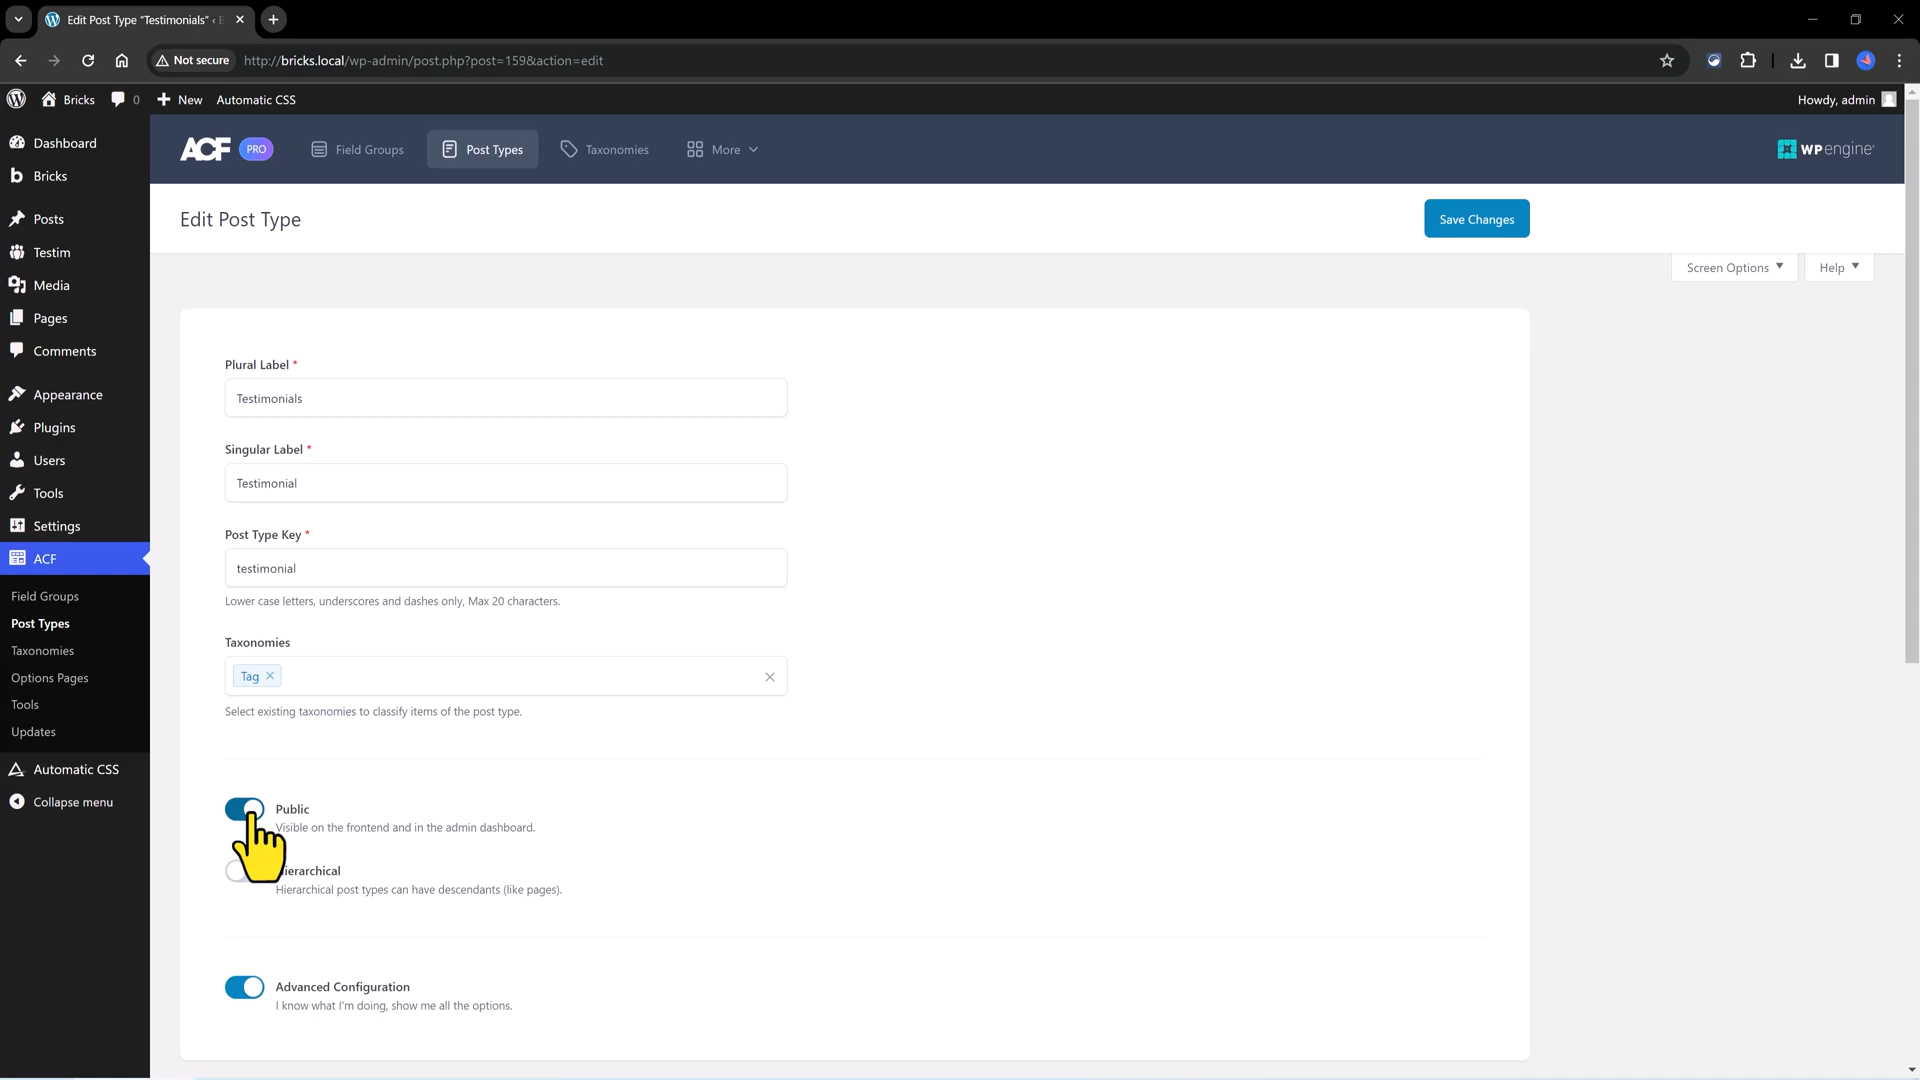 Edit Post Type "Testimonials" ‹
Not secure
http://bricks.local/wp-admin/post.php?post=159&action=edit
Bricks
0
New
Automatic CSS
Howdy, admin
Dashboard
Bricks
Posts
Testim
Media
Pages
Comments
Appearance
Plugins
Users
Tools
Settings
ACF
Field Groups
Post Types
Taxonomies
Options Pages
Tools
Updates
Automatic CSS
Collapse menu
ACF PRO
Field Groups
Post Types
Taxonomies
More
WP engine
Edit Post Type
Save Changes
Screen Options
Help
Plural Label *
Testimonials
Singular Label *
Testimonial
Post Type Key *
testimonial
Lower case letters, underscores and dashes only, Max 20 characters.
Taxonomies
Tag
Select existing taxonomies to classify items of the post type.
Public
Visible on the frontend and in the admin dashboard.
Hierarchical
Hierarchical post types can have descendants (like pages).
Advanced Configuration
I know what I'm doing, show me all the options.